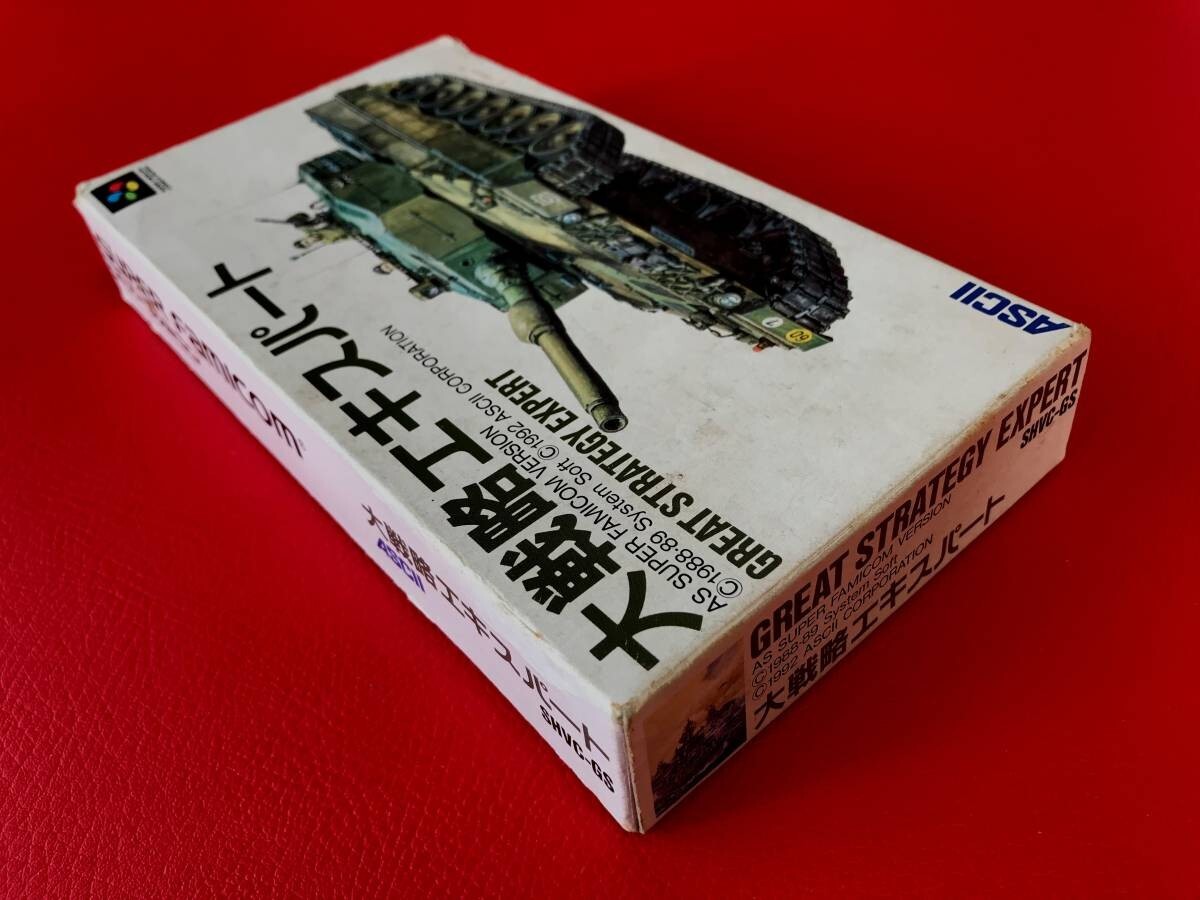 ASCII
大戦略エキスパート
AS SUPER FAMICOM VERSION
©1988-89 System Soft ©1992 ASCII CORPORATION
GREAT STRATEGY EXPERT
60
GREAT STRATEGY EXPERT
SHVC-GS
AS SUPER FAMICOM VERSION
©1988-89 System Soft
©1992 ASCII CORPORATION
大戦略エキスパート
SUPER Famicom
大戦略エキスパート
ASCII
SHVC-GS